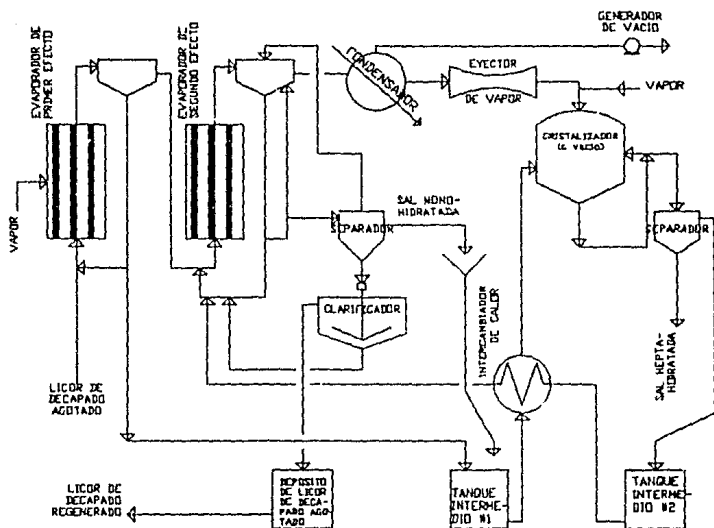 GENERADOR
DE VACIO
EVAPORADOR DE
PRIMER EFECTO
EVAPORADOR DE
SEGUNDO EFECTO
CONDENSADOR
EYECTOR
DE VAPOR
VAPOR
CRISTALIZADOR
VAPOR
SAL MONO-
HIDRATADA
SEPARADOR
SEPARADOR
CLARIFICADOR
INTERCAMBIADOR
DE CALOR
SAL HEPTA-
HIDRATADA
LICOR DE
DECAPADO
AGOTADO
LICOR DE
DECAPADO
REGENERADO
DEPOSITO
DE LICOR
DE DECA-
PADO AGO-
TADO
TANQUE
INTERME-
DIO #1
TANQUE
INTERME-
DIO #2